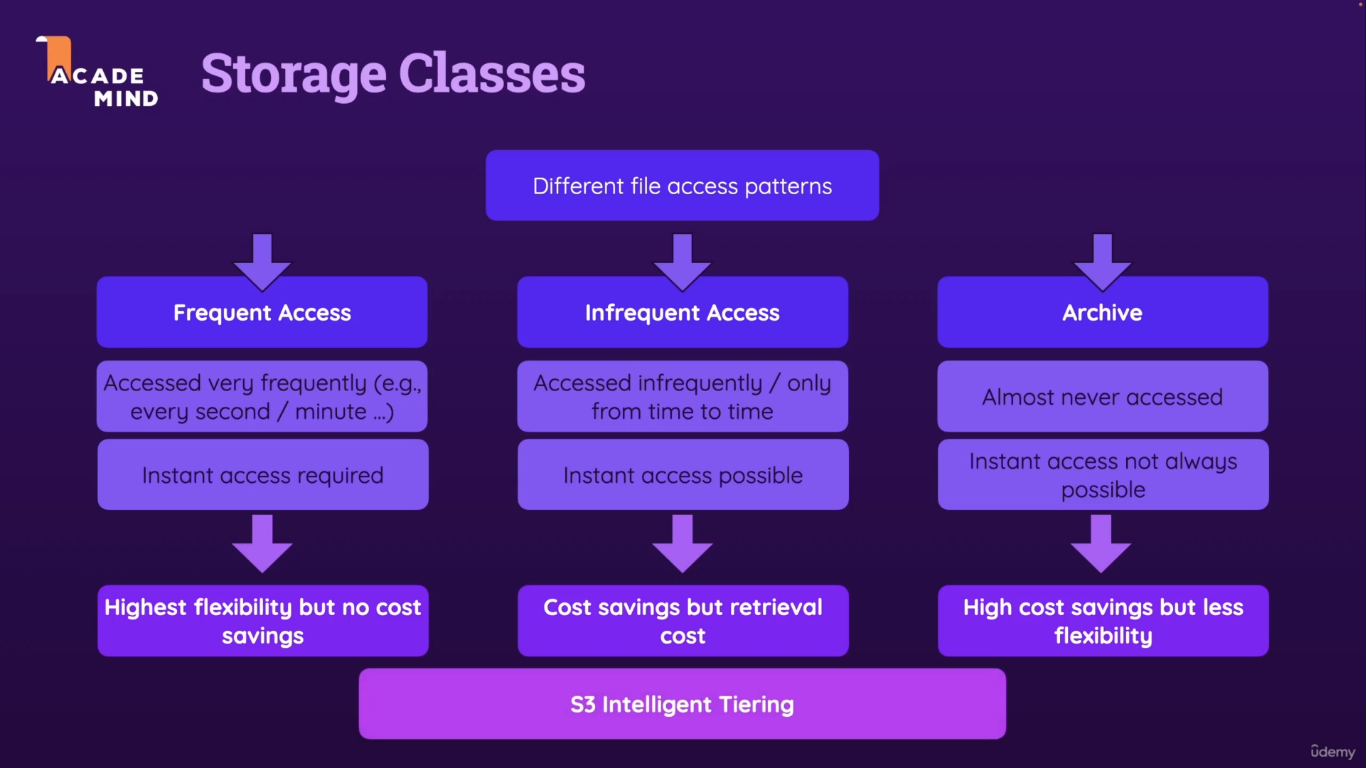 ACADE
MIND
Storage Classes
Different file access patterns
Frequent Access
Accessed very frequently (e.g.,
every second / minute ...)
Instant access required
Highest flexibility but no cost
savings
Infrequent Access
Accessed infrequently / only
from time to time
Instant access possible
Cost savings but retrieval
cost
Archive
Almost never accessed
Instant access not always
possible
High cost savings but less
flexibility
S3 Intelligent Tiering
ûdemy